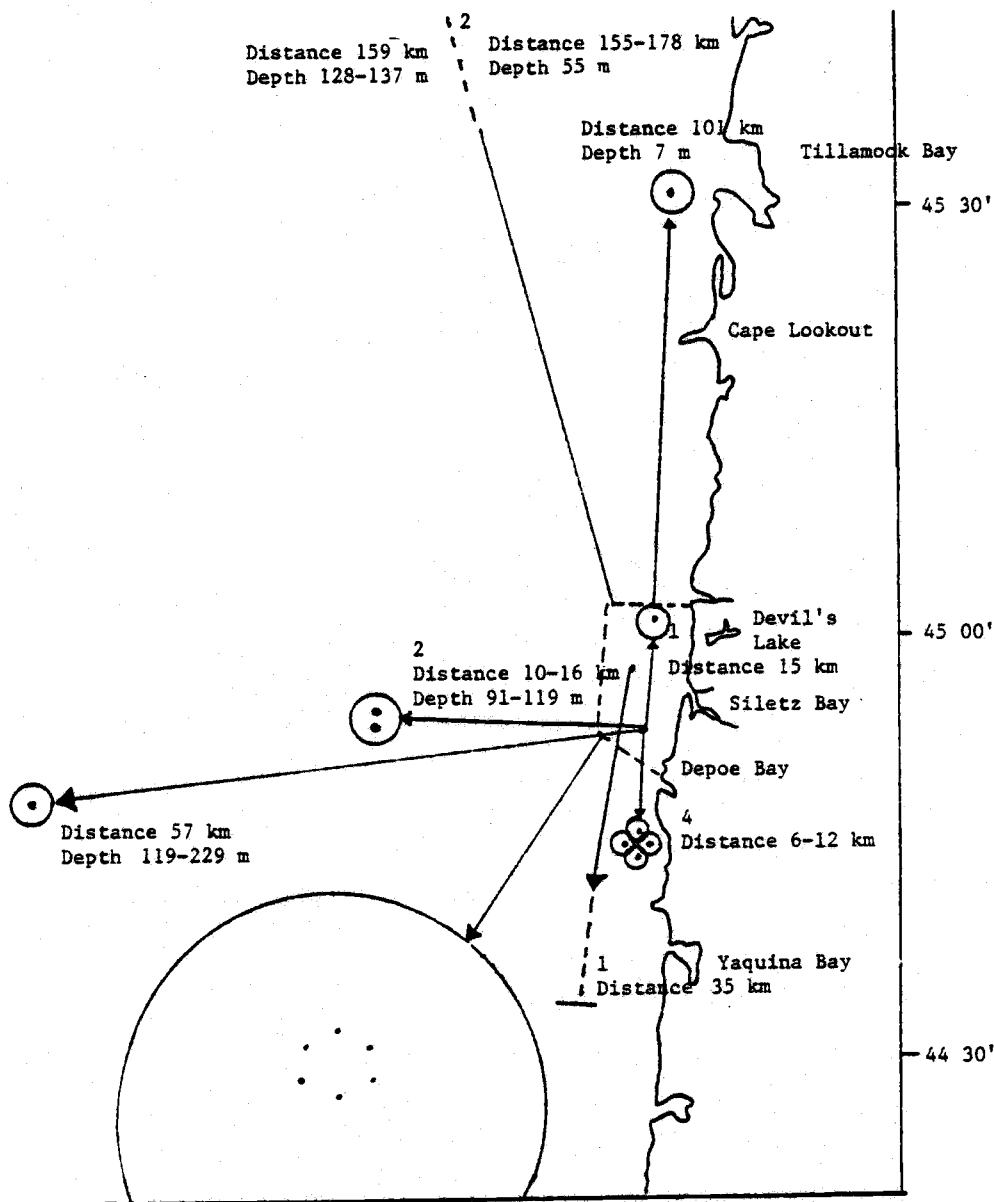 2
Distance 159 km
Depth 128-137 m
Distance 155-178 km
Depth 55 m
Distance 101 km
Depth 7 m
Tillamook Bay
45 30'
Cape Lookout
Devil's
Lake
45 00'
1
Distance 15 km
2
Distance 10-16 km
Depth 91-119 m
Siletz Bay
Depoe Bay
Distance 57 km
Depth 119-229 m
4
Distance 6-12 km
Yaquina Bay
1
Distance 35 km
44 30'